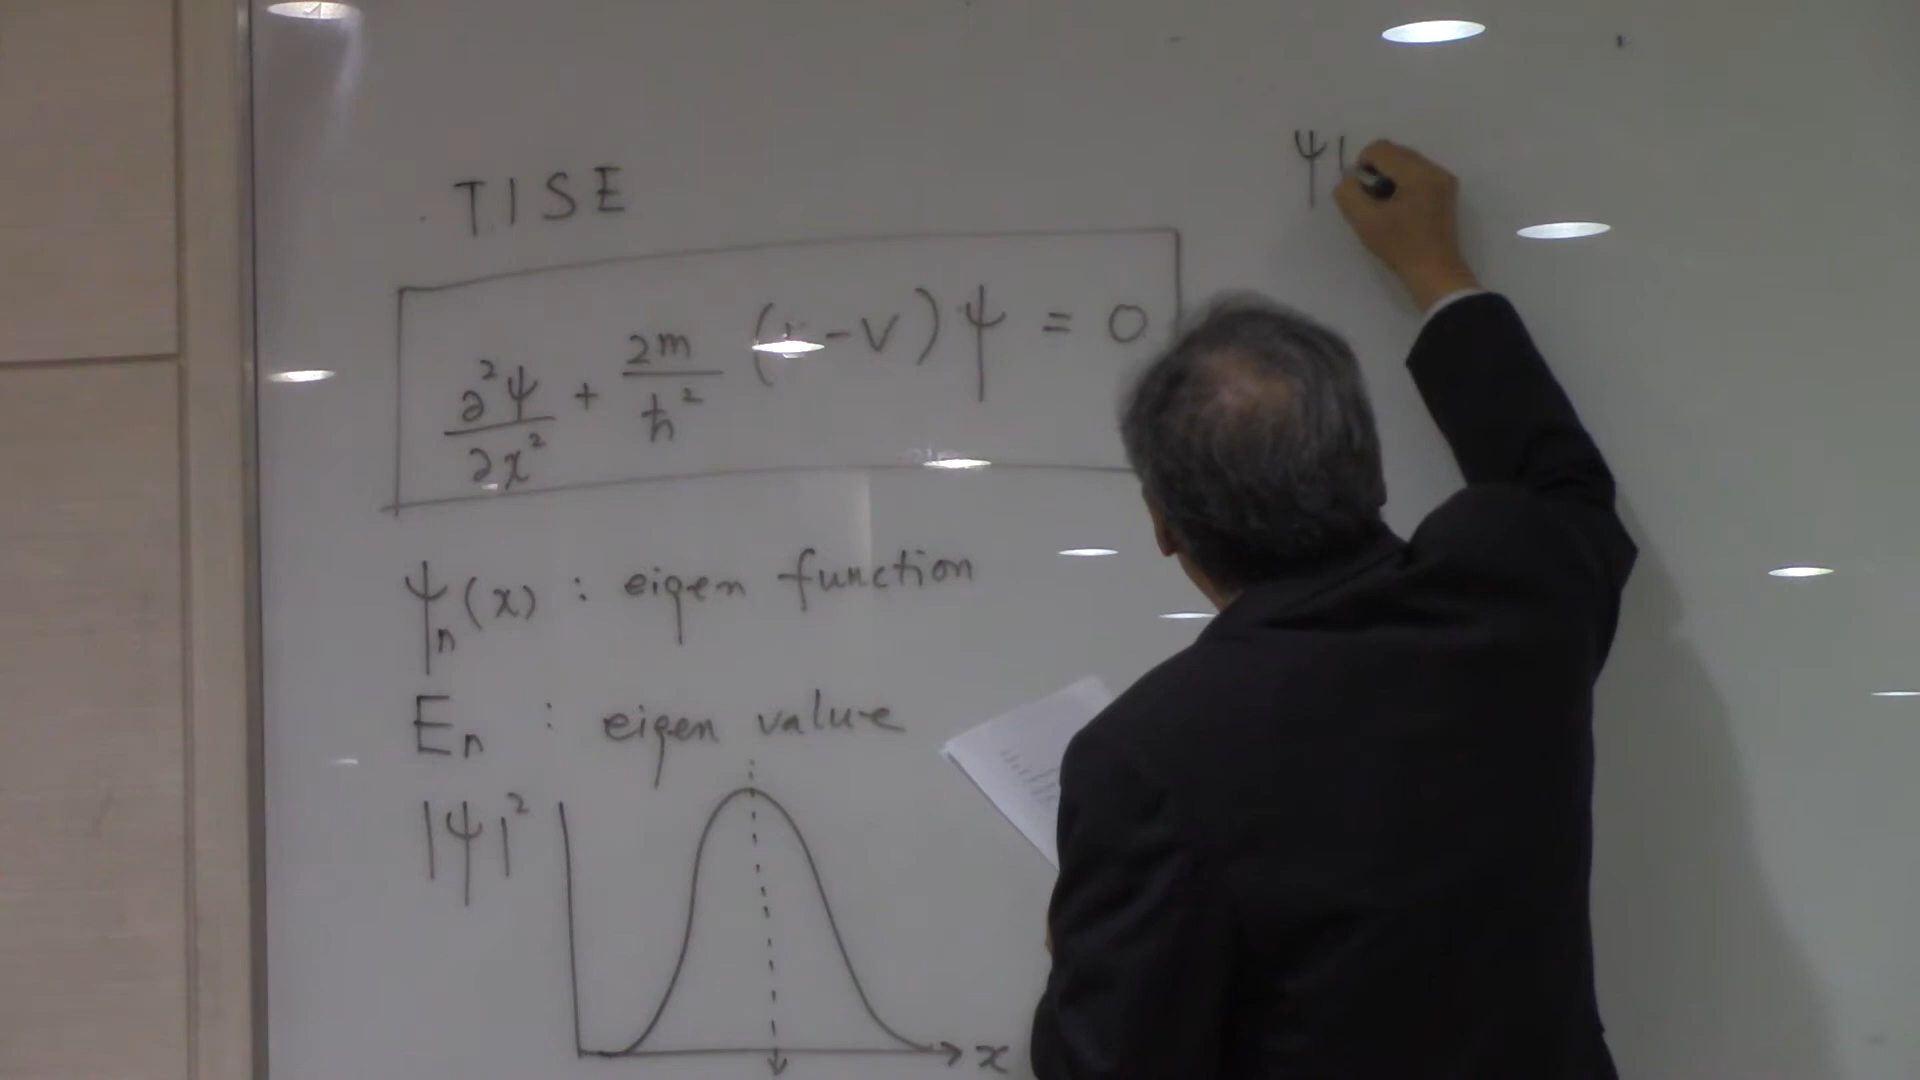 TISE
∂²ψ/∂x² + 2m/ħ² ( - V) ψ = 0
ψn(x) : eigen function
En : eigen value
|ψ|²
x
ψ